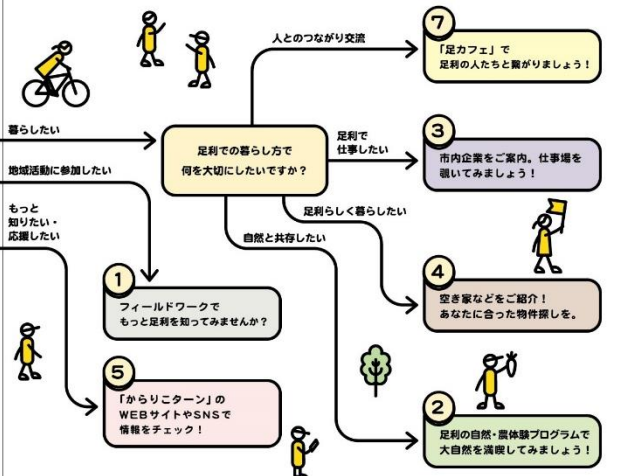 人とのつながり交流
7
「足カフェ」で
足利の人たちと繋がりましょう！
暮らしたい
足利での暮らし方で
何を大切にしたいですか？
足利で
仕事したい
3
市内企業をご案内。仕事場を
覗いてみましょう！
地域活動に参加したい
もっと
知りたい・
応援したい
足利らしく暮らしたい
自然と共存したい
1
フィールドワークで
もっと足利を知ってみませんか？
4
空き家などをご紹介！
あなたに合った物件探しを。
5
「からりこターン」の
WEBサイトやSNSで
情報をチェック！
2
足利の自然・農体験プログラムで
大自然を満喫してみましょう！